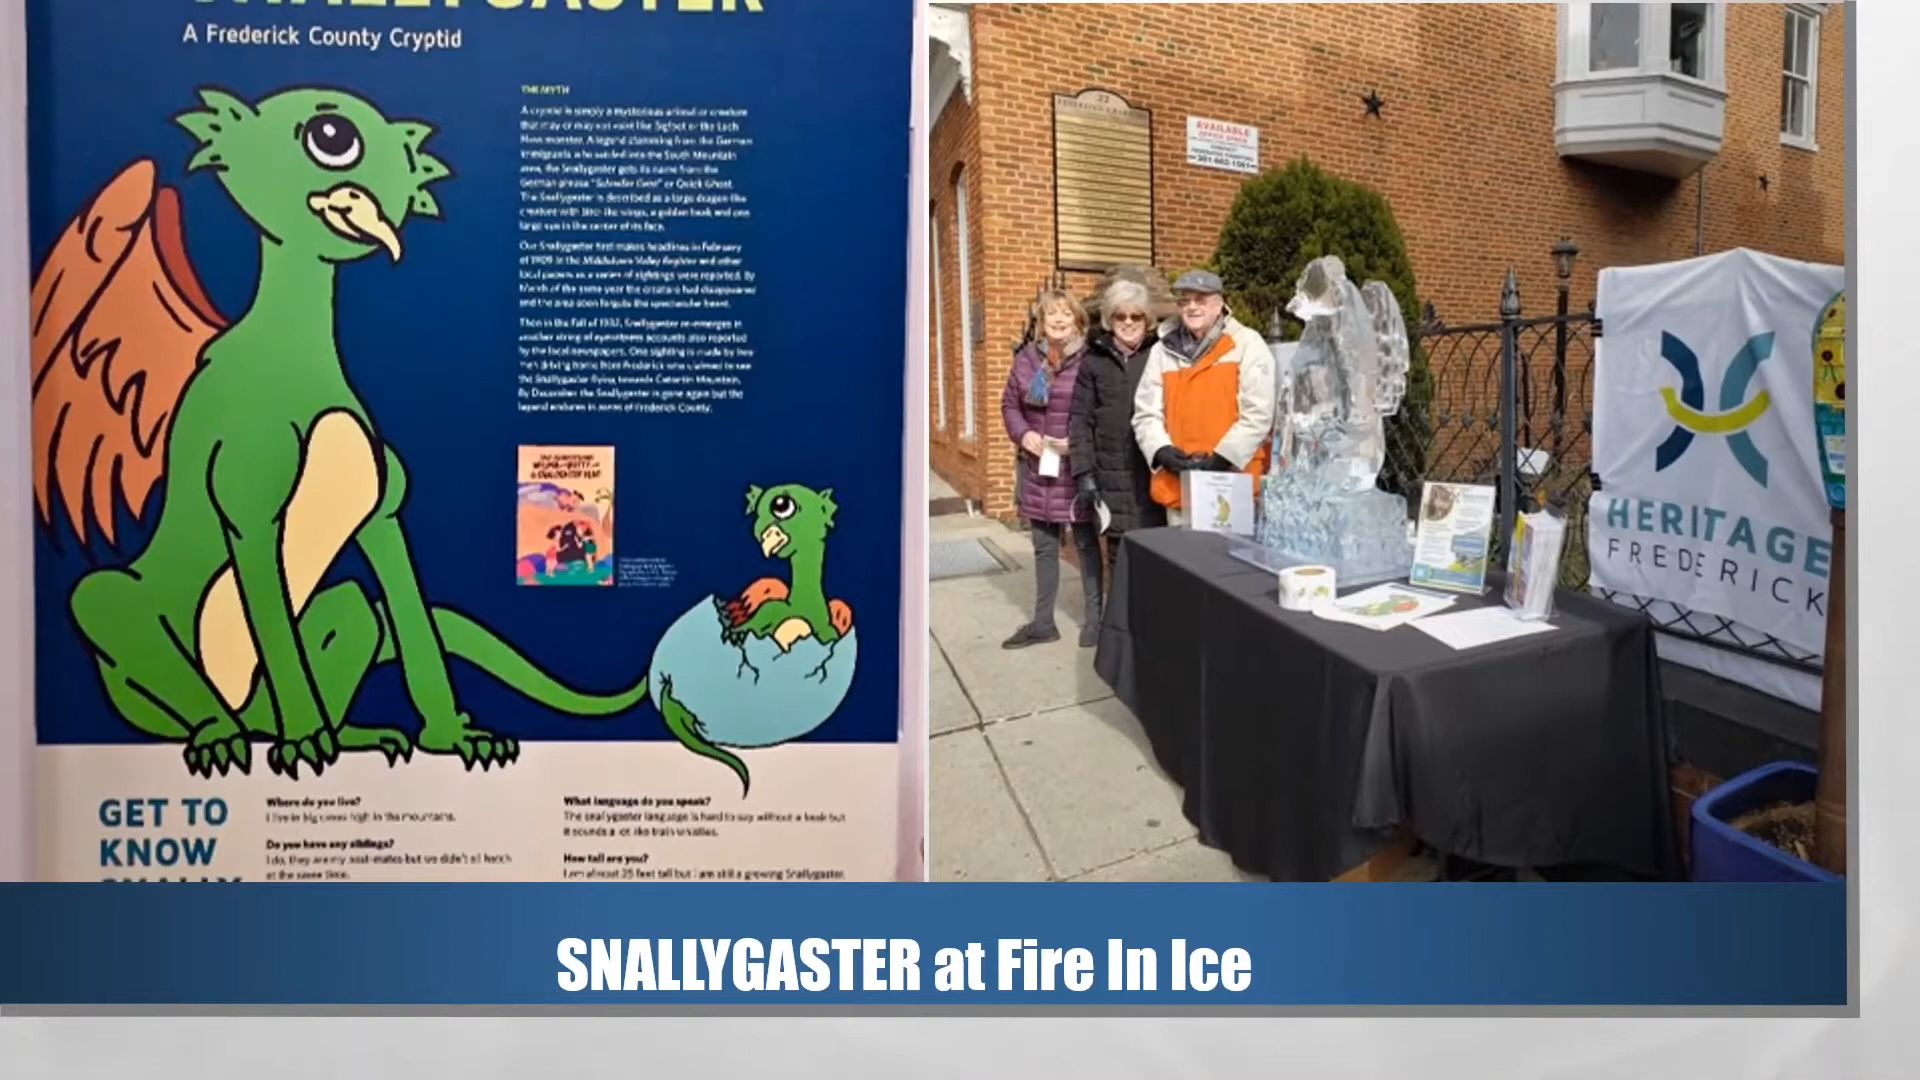 SNALLYGASTER
A Frederick County Cryptid
THE MYTH
A cryptid is simply a mysterious animal or creature
that may or may not exist like Bigfoot or the Loch
Ness monster. A legend stemming from the German
immigrants who settled into the South Mountain
area, the Snallygaster gets its name from the
German phrase "Schneller Geist" or Quick Ghost.
The Snallygaster is described as a large dragon-like
creature with bird-like wings, a golden beak and one
large eye in the center of its face.
Our Snallygaster first makes headlines in February
of 1909 in the Middletown Valley Register and other
local papers as a series of sightings were reported. By
March of the same year the creature had disappeared
and the area soon forgets the spectacular beast.
Then in the fall of 1932, Snallygaster re-emerges in
another string of eyewitness accounts also reported
by the local newspapers. One sighting is made by two
men driving home from Frederick who claimed to see
the Snallygaster flying towards Catoctin Mountain.
By December the Snallygaster is gone again but the
legend endures in areas of Frederick County.
GET TO
KNOW
Where do you live?
I live in big caves high in the mountains.
Do you have any siblings?
I do, they are my soul-mates but we didn't all hatch
at the same time.
What language do you speak?
The snallygaster language is hard to say without a beak but
it sounds a lot like train whistles.
How tall are you?
I am almost 25 feet tall but I am still a growing Snallygaster.
22
AVAILABLE
OFFICE SPACE
CONTACT
301-662-1561
HERITAGE
FREDERICK
SNALLYGASTER at Fire In Ice